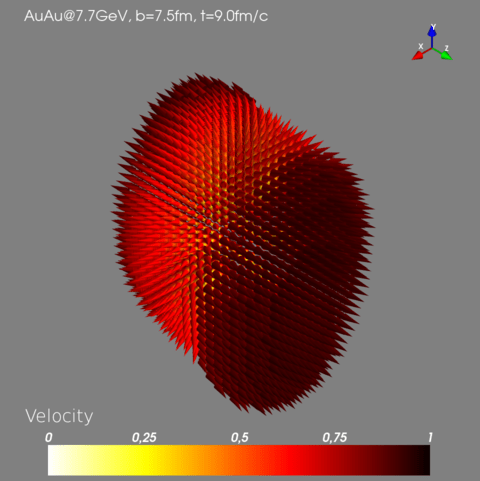 AuAu@7.7GeV, b=7.5fm, t=9.0fm/c
Y
X Z
Velocity
0 0,25 0,5 0,75 1